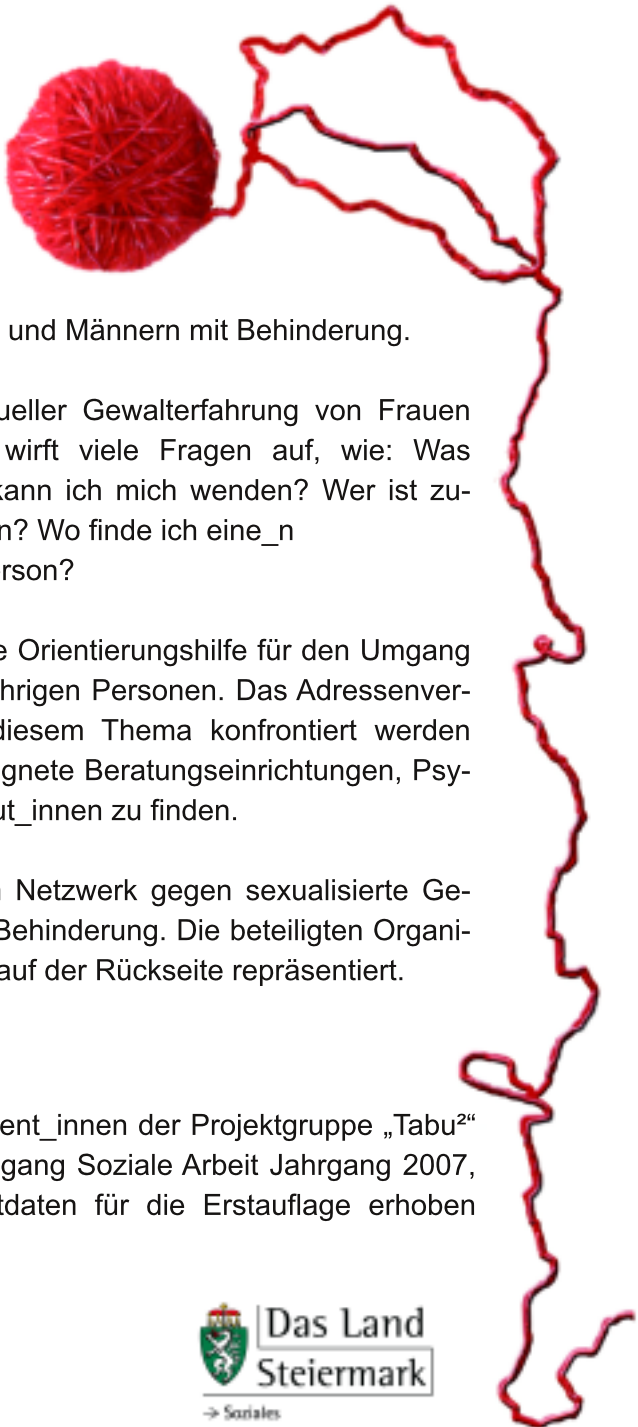 und Männern mit Behinderung.
ueller Gewalterfahrung von Frauen
wirft viele Fragen auf, wie: Was
kann ich mich wenden? Wer ist zu-
n? Wo finde ich eine_n
erson?
e Orientierungshilfe für den Umgang
hrigen Personen. Das Adressenver-
diesem Thema konfrontiert werden
gnete Beratungseinrichtungen, Psy-
ut_innen zu finden.
n Netzwerk gegen sexualisierte Ge-
Behinderung. Die beteiligten Organi-
auf der Rückseite repräsentiert.
ent_innen der Projektgruppe „Tabu²“
gang Soziale Arbeit Jahrgang 2007,
tdaten für die Erstauflage erhoben
Das Land
Steiermark
→ Soziales